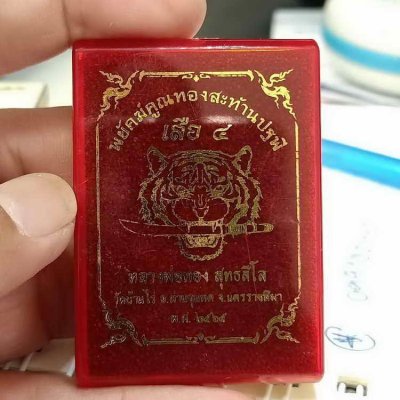 พยัคฆ์คูณทองสะท้านปฐพี
เสือ ๔
หลวงพ่อทอง สุทธสีโล
วัดบ้านไร่ อ.ด่านขุนทด จ.นครราชสีมา
พ.ศ. ๒๕๖๕